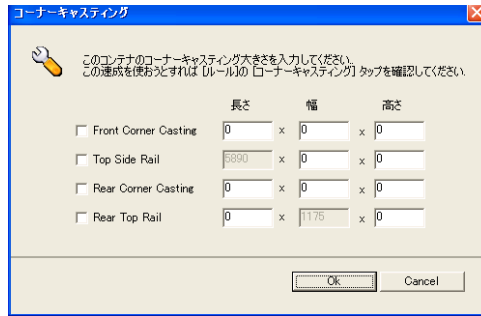 コーナーキャスティング
このコンテナのコーナーキャスティング大きさを入力してください.
この速成を使おうとすれば [ルール]の [コーナーキャスティング] タップを確認してください.
長さ 幅 高さ
Front Corner Casting 0 x 0 x 0
Top Side Rail 5890 x 0 x 0
Rear Corner Casting 0 x 0 x 0
Rear Top Rail 0 x 1175 x 0
Ok Cancel